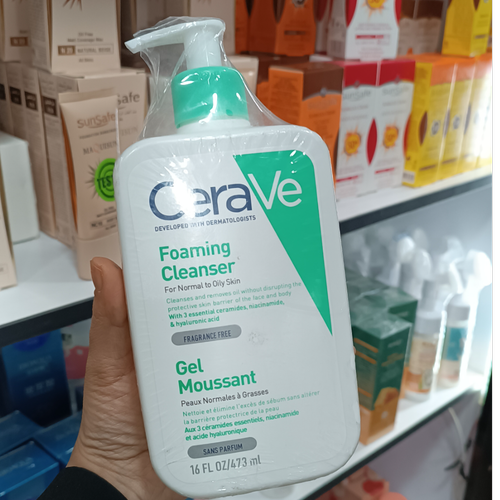 CeraVe
DEVELOPED WITH DERMATOLOGISTS
Foaming
Cleanser
For Normal to Oily Skin
Cleanses and removes oil without disrupting the
protective skin barrier of the face and body
With 3 essential ceramides, niacinamide,
& hyaluronic acid
FRAGRANCE FREE
Gel
Moussant
Peaux Normales à Grasses
Nettoie et élimine l'excès de sébum sans altérer
la barrière protectrice de la peau
Aux 3 céramides essentiels, niacinamide
et acide hyaluronique
SANS PARFUM
16 FL OZ/473 ml
SunSafe